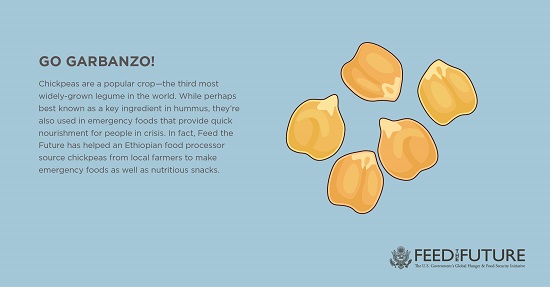 GO GARBANZO!
Chickpeas are a popular crop—the third most
widely-grown legume in the world. While perhaps
best known as a key ingredient in hummus, they're
also used in emergency foods that provide quick
nourishment for people in crisis. In fact, Feed the
Future has helped an Ethiopian food processor
source chickpeas from local farmers to make
emergency foods as well as nutritious snacks.
FEED THE FUTURE
The U.S. Government's Global Hunger & Food Security Initiative